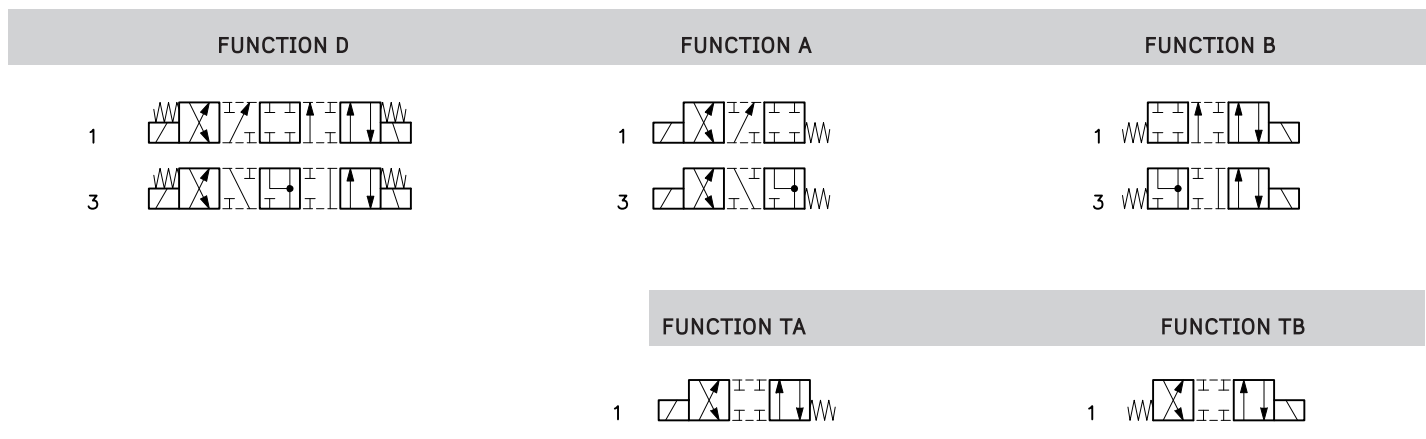 FUNCTION D FUNCTION A FUNCTION B
1 1 1
3 3 3
FUNCTION TA FUNCTION TB
1 1